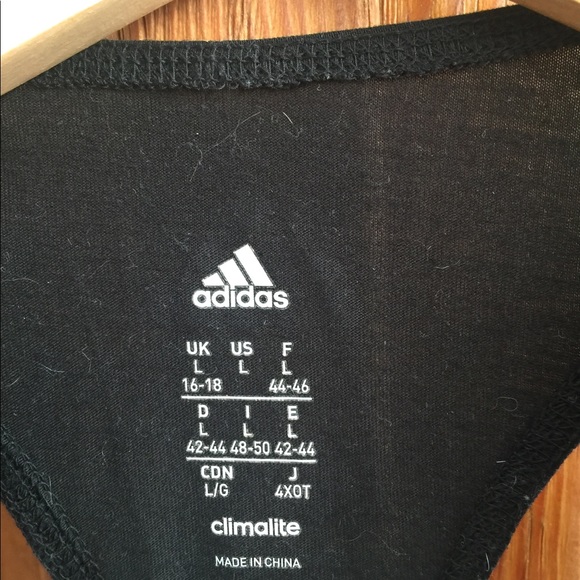 adidas
UK US F
L L L
16-18 44-46
D I E
L L L
42-44 48-50 42-44
CDN J
L/G 4XOT
climalite
MADE IN CHINA